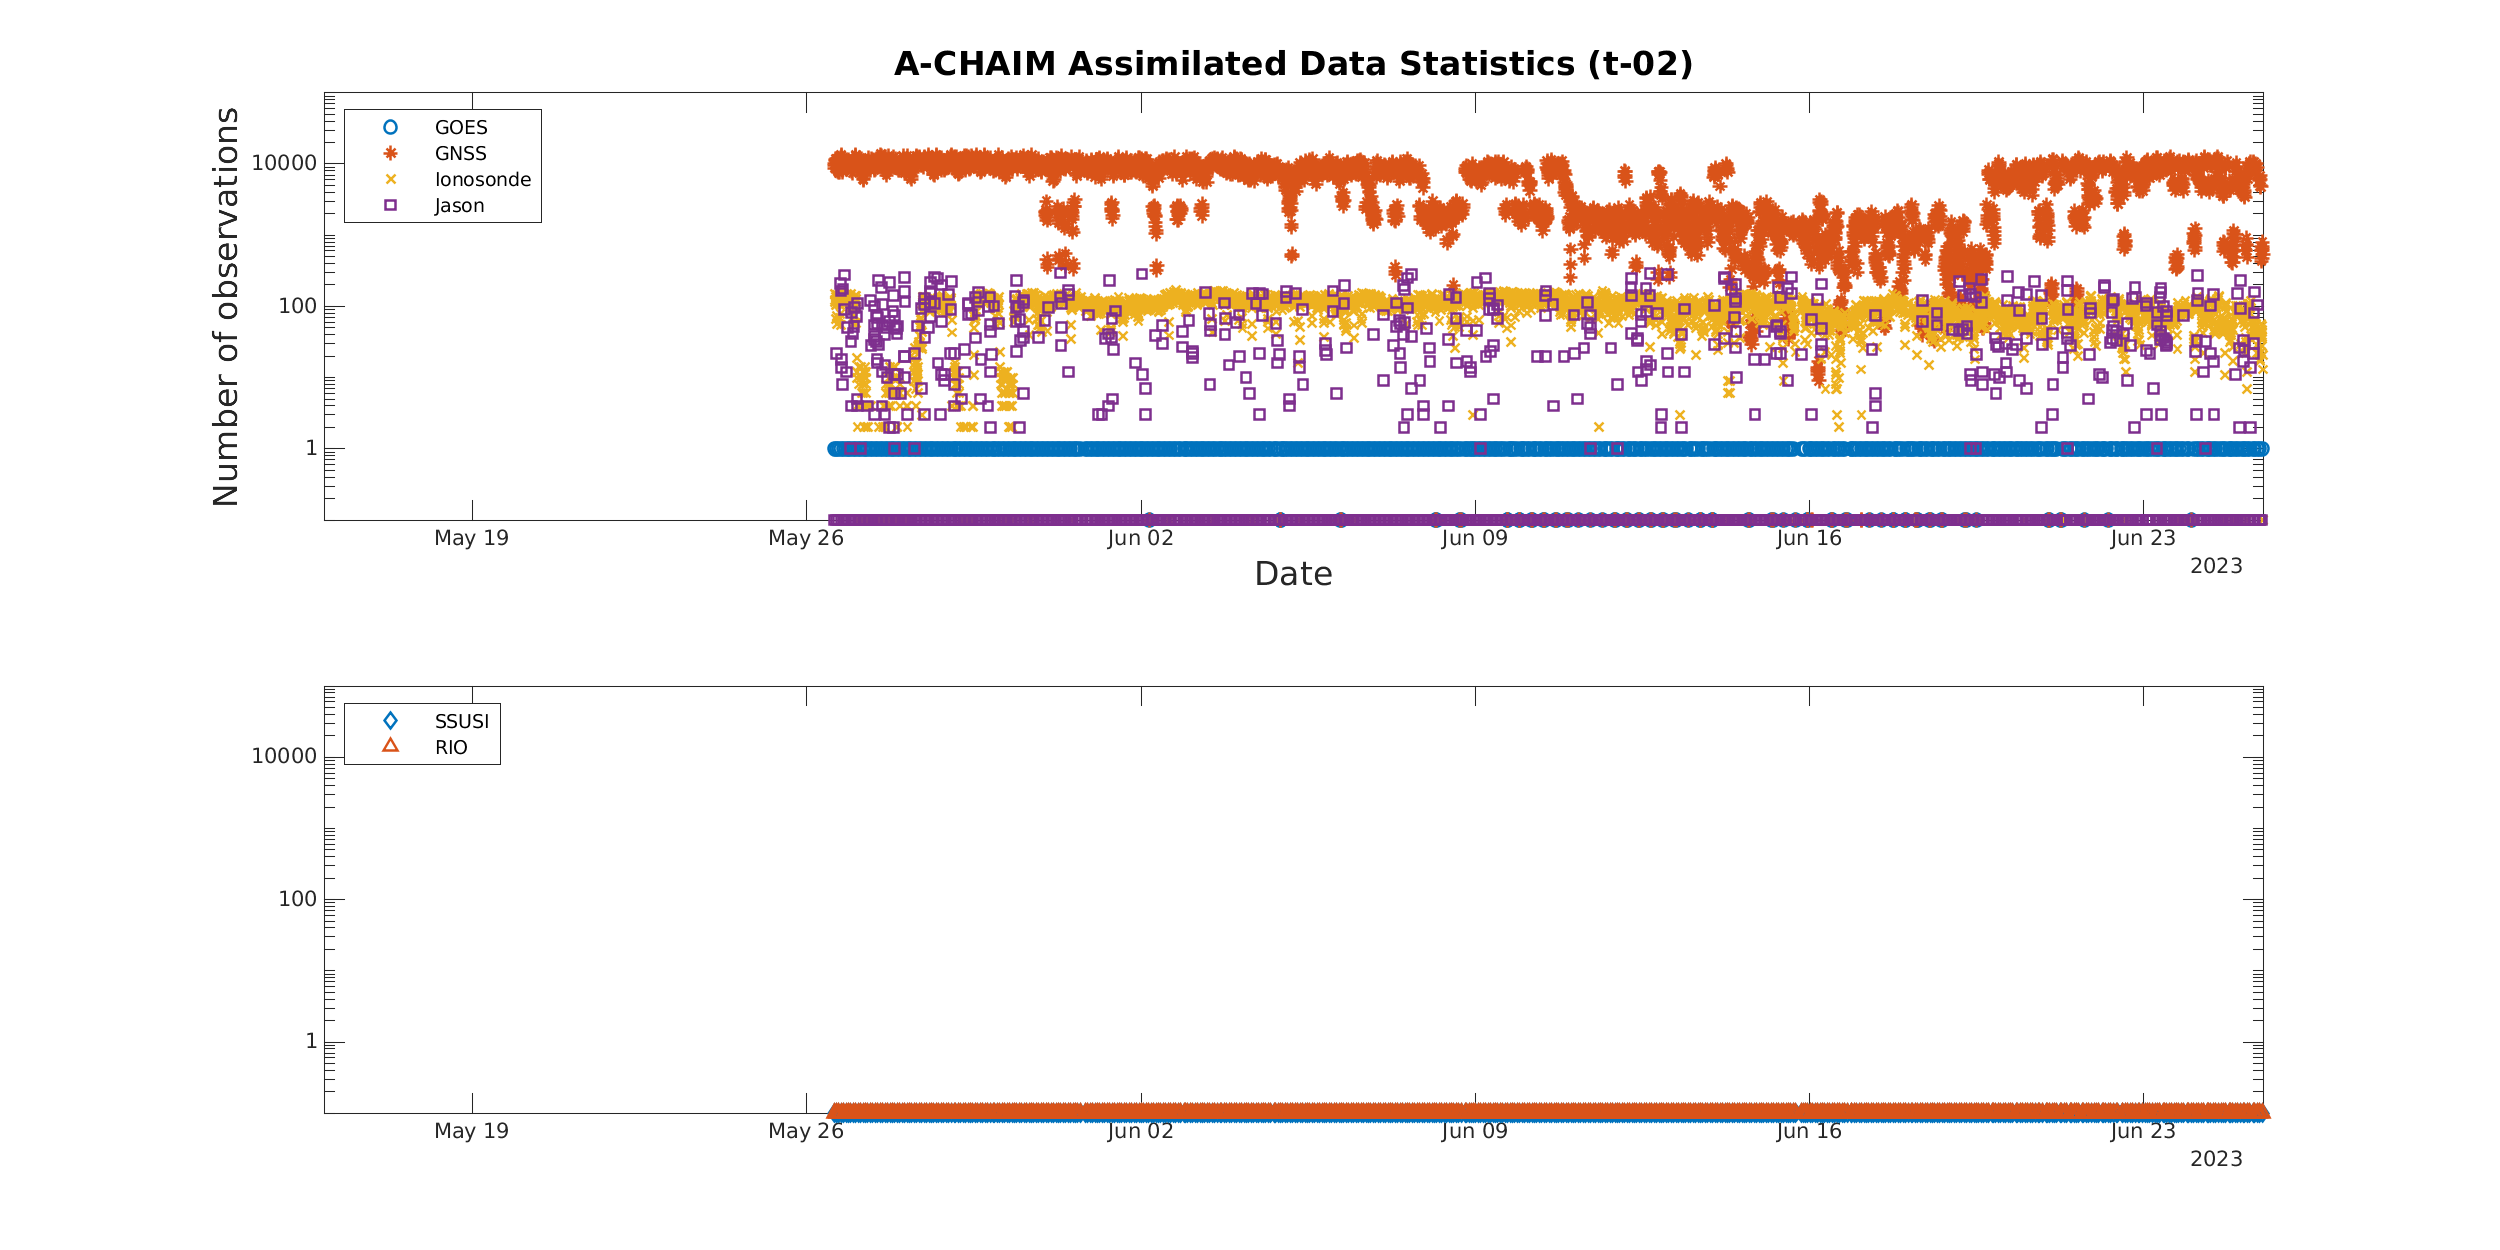 A-CHAIM Assimilated Data Statistics (t-02)
Number of observations
10000
100
1
GOES
GNSS
Ionosonde
Jason
May 19
May 26
Jun 02
Jun 09
Jun 16
Jun 23
2023
Date
10000
100
1
SSUSI
RIO
May 19
May 26
Jun 02
Jun 09
Jun 16
Jun 23
2023